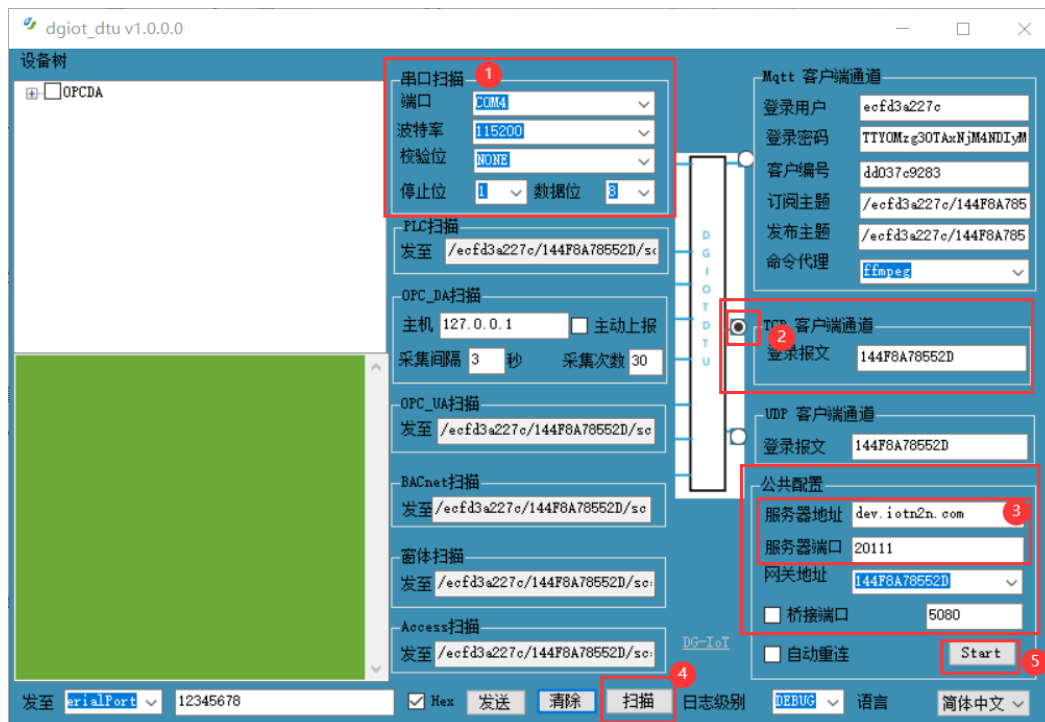 dgiot_dtu v1.0.0.0
设备树
OPCDA
串口扫描
1
端口 COM4
波特率 115200
校验位 NONE
停止位 1 数据位 8
PLC扫描
发至 /ecfd3a227c/144F8A78552D/sc
OPC_DA扫描
主机 127.0.0.1 主动上报
采集间隔 3 秒 采集次数 30
OPC_UA扫描
发至 /ecfd3a227c/144F8A78552D/sc
BACnet扫描
发至 /ecfd3a227c/144F8A78552D/sc
窗体扫描
发至 /ecfd3a227c/144F8A78552D/sc
Access扫描
发至 /ecfd3a227c/144F8A78552D/sc
DGIOTDTU
Mqtt 客户端通道
登录用户 ecfd3a227c
登录密码 TTYOMzg3OTAxNjM4NDIyM
客户编号 dd037c9283
订阅主题 /ecfd3a227c/144F8A785
发布主题 /ecfd3a227c/144F8A785
命令代理 ffmpeg
TCP 客户端通道
2
登录报文 144F8A78552D
UDP 客户端通道
登录报文 144F8A78552D
公共配置
服务器地址 dev.iotn2n.com 3
服务器端口 20111
网关地址 144F8A78552D
桥接端口 5080
DG-IoT
自动重连 Start 5
4
发至 erialPort 12345678 Hex 发送 清除 扫描 日志级别 DEBUG 语言 简体中文